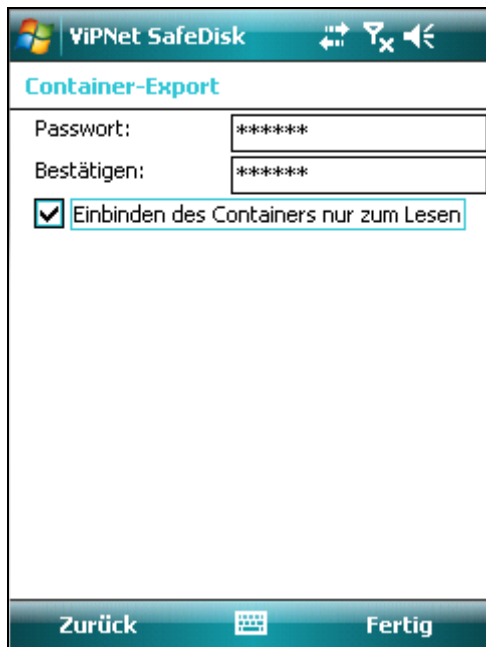 ViPNet SafeDisk
Container-Export
Passwort: ******
Bestätigen: ******
Einbinden des Containers nur zum Lesen
Zurück Fertig